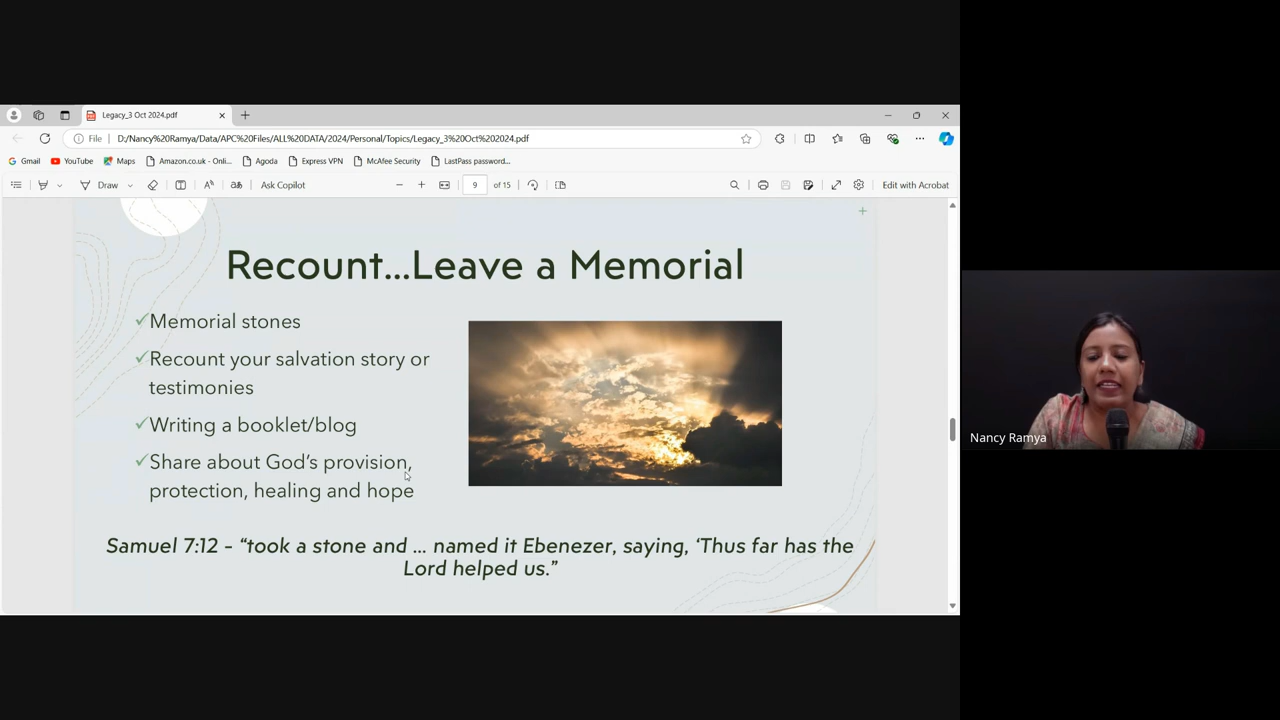 Legacy_3 Oct 2024.pdf
File
D:/Nancy%20Ramya/Data/APC%20Files/ALL%20DATA/2024/Personal/Topics/Legacy_3%20Oct%202024.pdf
Gmail YouTube Maps Amazon.co.uk - Onli... Agoda Express VPN McAfee Security LastPass password...
Draw Ask Copilot 9 of 15 Edit with Acrobat
Recount...Leave a Memorial
✓Memorial stones
✓Recount your salvation story or
testimonies
✓Writing a booklet/blog
✓Share about God's provision,
protection, healing and hope
Samuel 7:12 - “took a stone and ... named it Ebenezer, saying, ‘Thus far has the
Lord helped us.”
Nancy Ramya